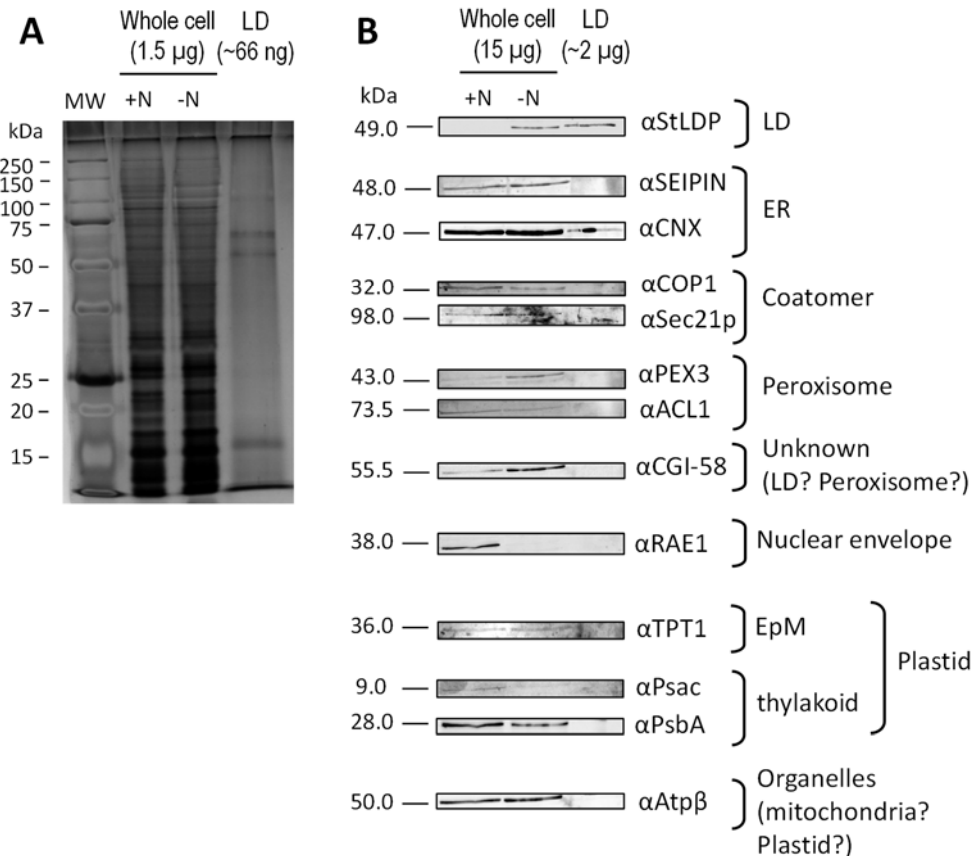 A
Whole cell LD
(1.5 µg) (~66 ng)
MW +N -N
kDa
250
150
100
75
50
37
25
20
15
B
Whole cell LD
(15 µg) (~2 µg)
kDa +N -N
49.0 αStLDP LD
48.0 αSEIPIN
ER
47.0 αCNX
32.0 αCOP1
Coatomer
98.0 αSec21p
43.0 αPEX3
Peroxisome
73.5 αACL1
55.5 αCGI-58 Unknown
(LD? Peroxisome?)
38.0 αRAE1 Nuclear envelope
36.0 αTPT1 EpM
Plastid
9.0 αPsac
thylakoid
28.0 αPsbA
50.0 αAtpβ Organelles
(mitochondria?
Plastid?)